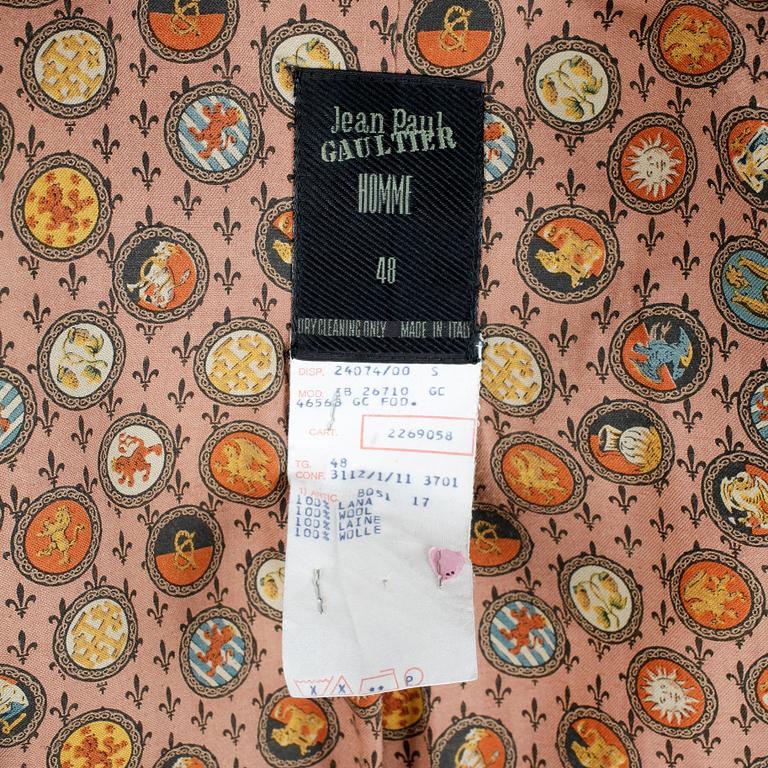 Jean Paul
GAULTIER
HOMME
48
DRY CLEANING ONLY MADE IN ITALY
DISP. 24074/00 S
MOD. IB 26710 GC
46568 GC FOD.
CART. 2269058
TG. 48
CONF. 3112/1/11 3701
1) ARTIC. BOSI 17
100% LANA
100% WOOL
100% LAINE
100% WOLLE
X X P